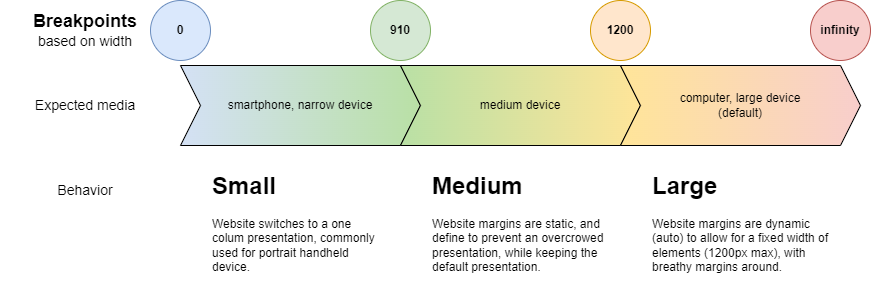 Breakpoints
based on width
0
910
1200
infinity
Expected media
smartphone, narrow device
medium device
computer, large device
(default)
Behavior
Small
Website switches to a one
colum presentation, commonly
used for portrait handheld
device.
Medium
Website margins are static, and
define to prevent an overcrowed
presentation, while keeping the
default presentation.
Large
Website margins are dynamic
(auto) to allow for a fixed width of
elements (1200px max), with
breathy margins around.